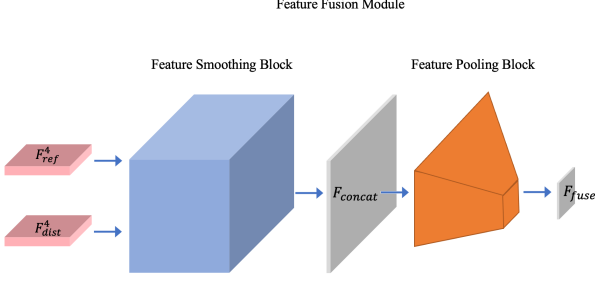 Feature Fusion Module
Feature Smoothing Block
Feature Pooling Block
F^4_ref
F^4_dist
F_concat
F_fuse